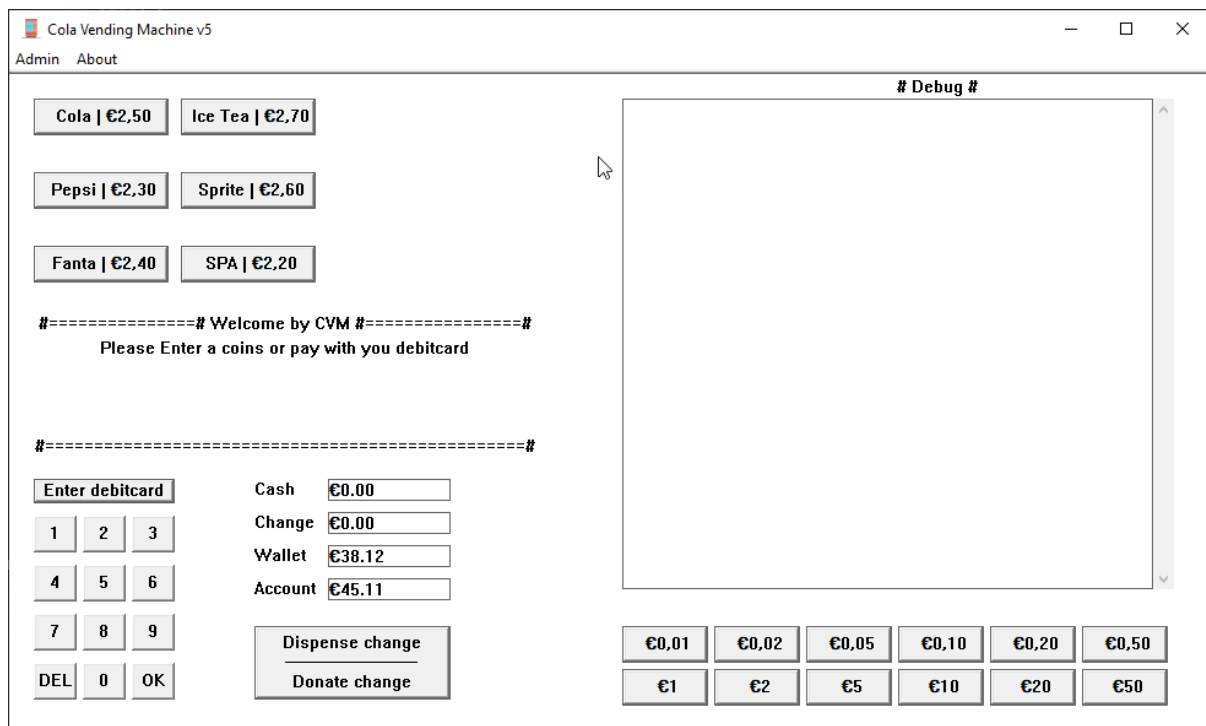 Cola Vending Machine v5
Admin About
# Debug #
Cola | €2,50 Ice Tea | €2,70
Pepsi | €2,30 Sprite | €2,60
Fanta | €2,40 SPA | €2,20
#===============# Welcome by CVM #================#
Please Enter a coins or pay with you debitcard
#=================================================#
Enter debitcard
1 2 3
4 5 6
7 8 9
DEL 0 OK
Cash €0.00
Change €0.00
Wallet €38.12
Account €45.11
Dispense change
Donate change
€0,01 €0,02 €0,05 €0,10 €0,20 €0,50
€1 €2 €5 €10 €20 €50